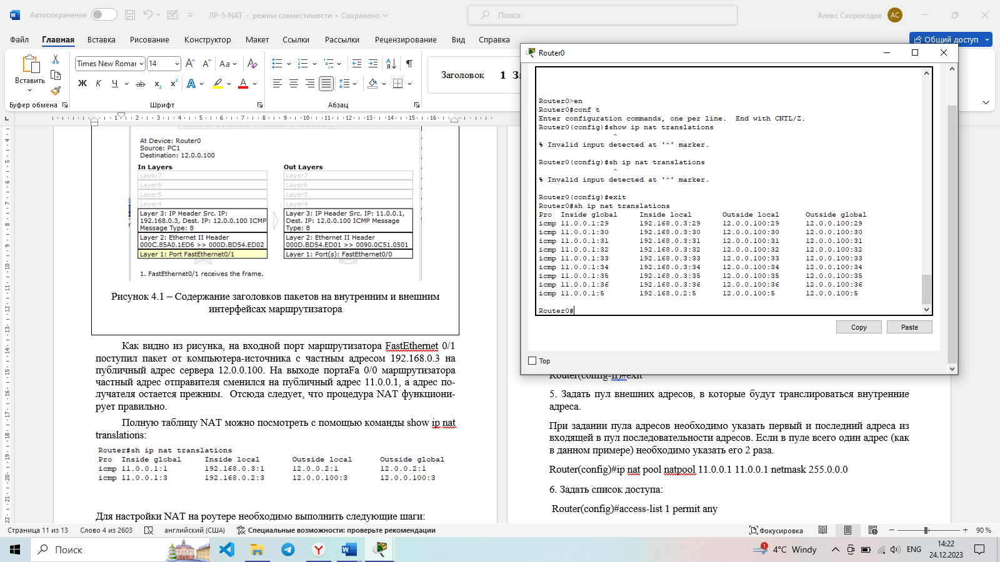 Автосохранение
ЛР-5-NAT - режим совместимости • Сохранено
Поиск
Алекс Скороходов
АС
Файл Главная Вставка Рисование Конструктор Макет Ссылки Рассылки Рецензирование Вид Справка
Общий доступ
Вставить
Times New Roman 14
Заголовок 1
Буфер обмена Шрифт Абзац
At Device: Router0
Source: PC1
Destination: 12.0.0.100
In Layers Out Layers
Layer7 Layer7
Layer6 Layer6
Layer5 Layer5
Layer4 Layer4
Layer 3: IP Header Src. IP: 192.168.0.3, Dest. IP: 12.0.0.100 ICMP Message Type: 8
Layer 3: IP Header Src. IP: 11.0.0.1, Dest. IP: 12.0.0.100 ICMP Message Type: 8
Layer 2: Ethernet II Header 000C.85A0.1ED6 >> 000D.BD54.ED02
Layer 2: Ethernet II Header 000D.BD54.ED01 >> 0090.0C51.0501
Layer 1: Port FastEthernet0/1
Layer 1: Port(s): FastEthernet0/0
1. FastEthernet0/1 receives the frame.
Рисунок 4.1 – Содержание заголовков пакетов на внутренним и внешним
интерфейсах маршрутизатора
Как видно из рисунка, на входной порт маршрутизатора FastEthernet 0/1
поступил пакет от компьютера-источника с частным адресом 192.168.0.3 на
публичный адрес сервера 12.0.0.100. На выходе портаFa 0/0 маршрутизатора
частный адрес отправителя сменился на публичный адрес 11.0.0.1, а адрес по-
лучателя остается прежним. Отсюда следует, что процедура NAT функциони-
рует правильно.
Полную таблицу NAT можно посмотреть с помощью команды show ip nat
translations:
Router#sh ip nat translations
Pro Inside global Inside local Outside local Outside global
icmp 11.0.0.1:1 192.168.0.3:1 12.0.0.2:1 12.0.0.2:1
icmp 11.0.0.1:3 192.168.0.2:3 12.0.0.100:3 12.0.0.100:3
Для настройки NAT на роутере необходимо выполнить следующие шаги:
Router0
Router0>en
Router0#conf t
Enter configuration commands, one per line. End with CNTL/Z.
Router0(config)#show ip nat translations
^
% Invalid input detected at '^' marker.
Router0(config)#sh ip nat translations
^
% Invalid input detected at '^' marker.
Router0(config)#exit
Router0#sh ip nat translations
Pro Inside global Inside local Outside local Outside global
icmp 11.0.0.1:29 192.168.0.3:29 12.0.0.100:29 12.0.0.100:29
icmp 11.0.0.1:30 192.168.0.3:30 12.0.0.100:30 12.0.0.100:30
icmp 11.0.0.1:31 192.168.0.3:31 12.0.0.100:31 12.0.0.100:31
icmp 11.0.0.1:32 192.168.0.3:32 12.0.0.100:32 12.0.0.100:32
icmp 11.0.0.1:33 192.168.0.3:33 12.0.0.100:33 12.0.0.100:33
icmp 11.0.0.1:34 192.168.0.3:34 12.0.0.100:34 12.0.0.100:34
icmp 11.0.0.1:35 192.168.0.3:35 12.0.0.100:35 12.0.0.100:35
icmp 11.0.0.1:36 192.168.0.3:36 12.0.0.100:36 12.0.0.100:36
icmp 11.0.0.1:5 192.168.0.2:5 12.0.0.100:5 12.0.0.100:5
Router0#
Copy Paste
Top
Router(config-if)#exit
5. Задать пул внешних адресов, в которые будут транслироваться внутренние
адреса.
При задании пула адресов необходимо указать первый и последний адреса из
входящей в пул последовательности адресов. Если в пуле всего один адрес (как
в данном примере) необходимо указать его 2 раза.
Router(config)#ip nat pool natpool 11.0.0.1 11.0.0.1 netmask 255.0.0.0
6. Задать список доступа:
Router(config)#access-list 1 permit any
Страница 11 из 13 Слово 4 из 2603 английский (США) Специальные возможности: проверьте рекомендации
Фокусировка 90 %
Поиск
1
4°C Windy
ENG
14:22
24.12.2023